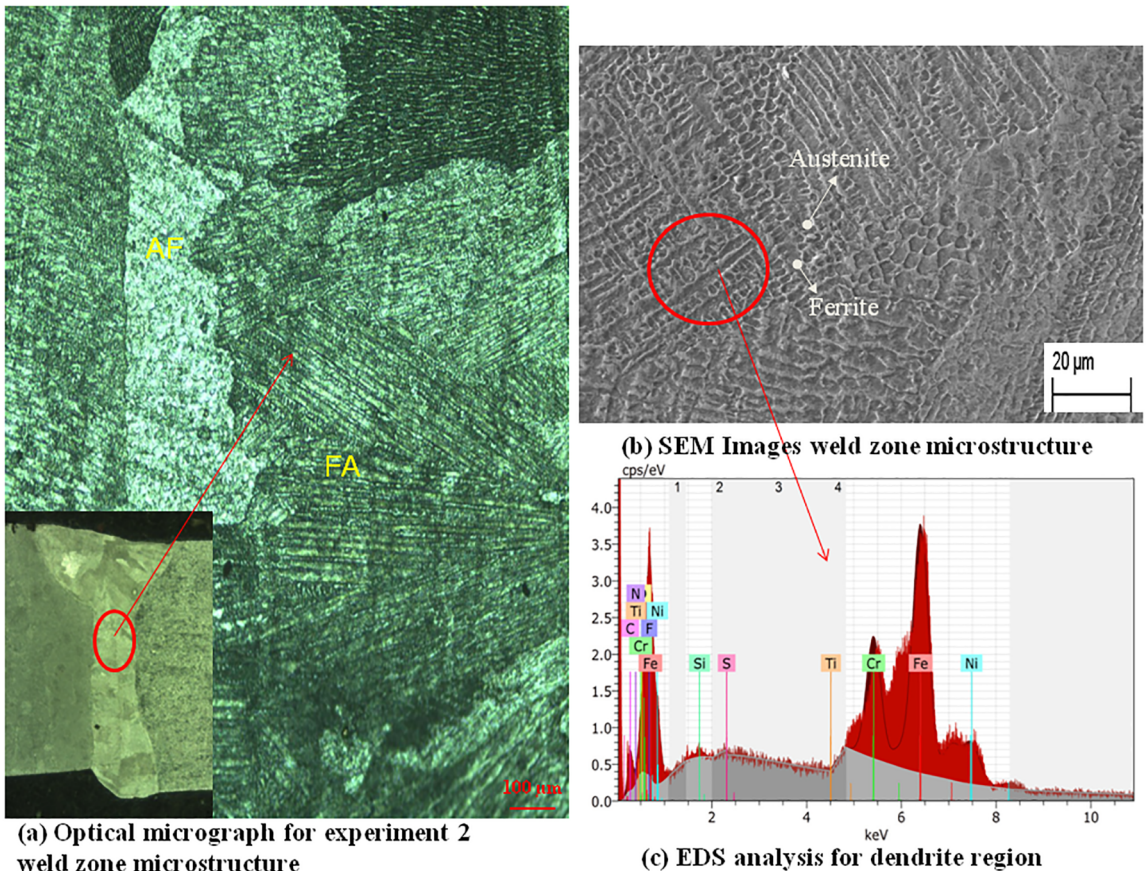 AF
FA
100 µm
(a) Optical micrograph for experiment 2
weld zone microstructure
Austenite
Ferrite
20 µm
(b) SEM Images weld zone microstructure
cps/eV
1 2 3 4
4.0
3.5
3.0
2.5
2.0
1.5
1.0
0.5
0.0
N
Ti Ni
C F
Cr
Fe Si S Ti Cr Fe Ni
2 4 6 8 10
keV
(c) EDS analysis for dendrite region